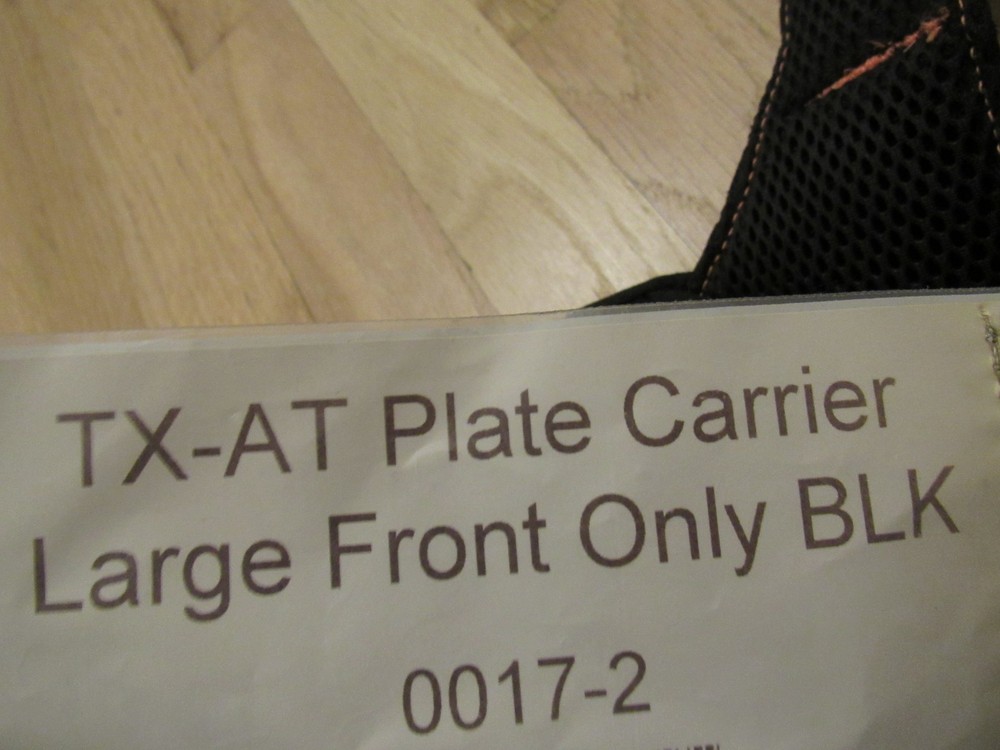 TX-AT Plate Carrier
Large Front Only BLK
0017-2